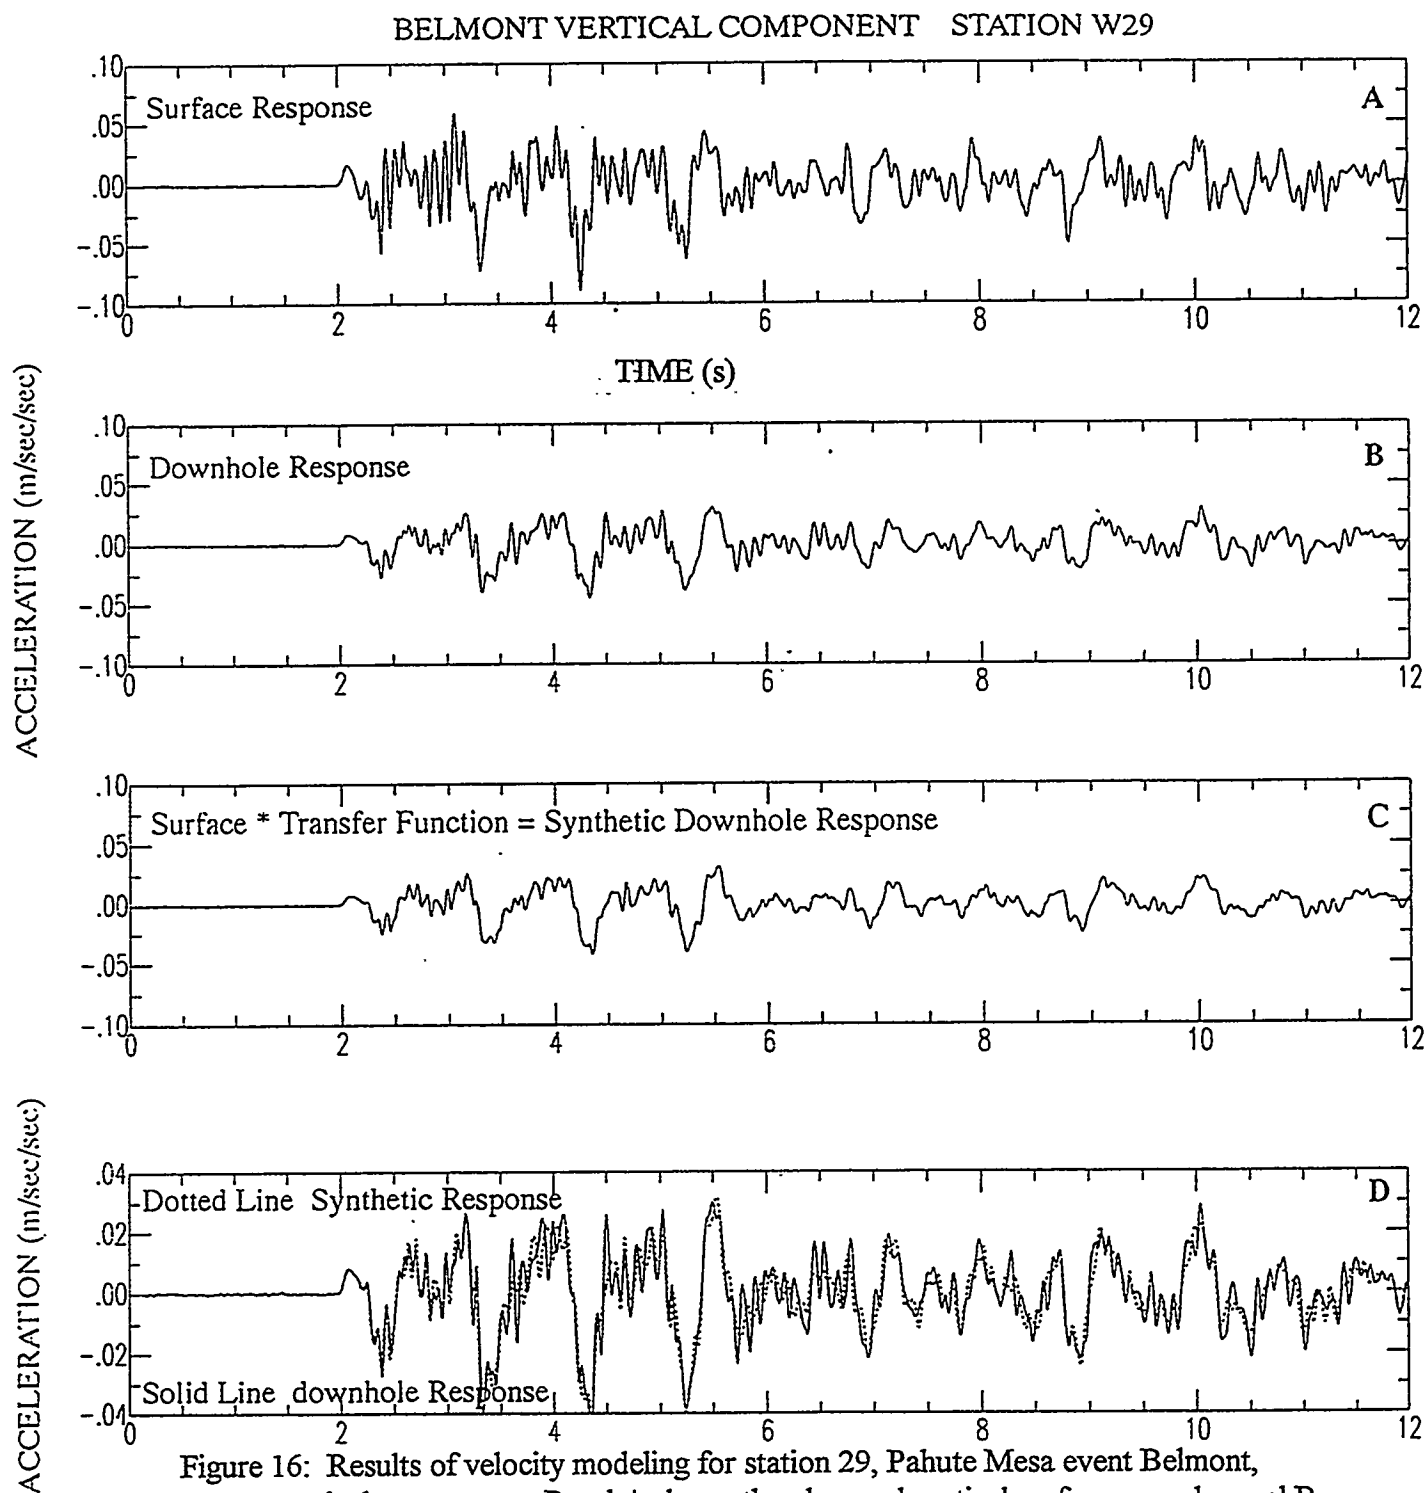 BELMONT VERTICAL COMPONENT STATION W29
.10
Surface Response
A
.05
.00
-.05
-.10
0 2 4 6 8 10 12
TIME (s)
ACCELERATION (m/sec/sec)
.10
Downhole Response
B
.05
.00
-.05
-.10
0 2 4 6 8 10 12
.10
Surface * Transfer Function = Synthetic Downhole Response
C
.05
.00
-.05
-.10
0 2 4 6 8 10 12
ACCELERATION (m/sec/sec)
.04
Dotted Line Synthetic Response
D
.02
.00
-.02
Solid Line downhole Response
-.04
0 2 4 6 8 10 12
Figure 16: Results of velocity modeling for station 29, Pahute Mesa event Belmont,